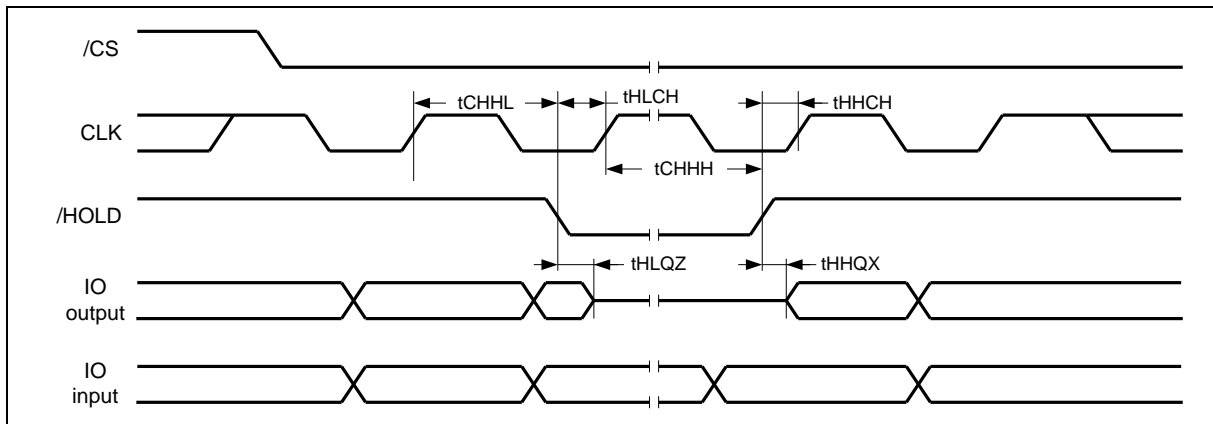 /CS
tCHHL
tHLCH
tHHCH
CLK
tCHHH
/HOLD
tHLQZ
tHHQX
IO
output
IO
input